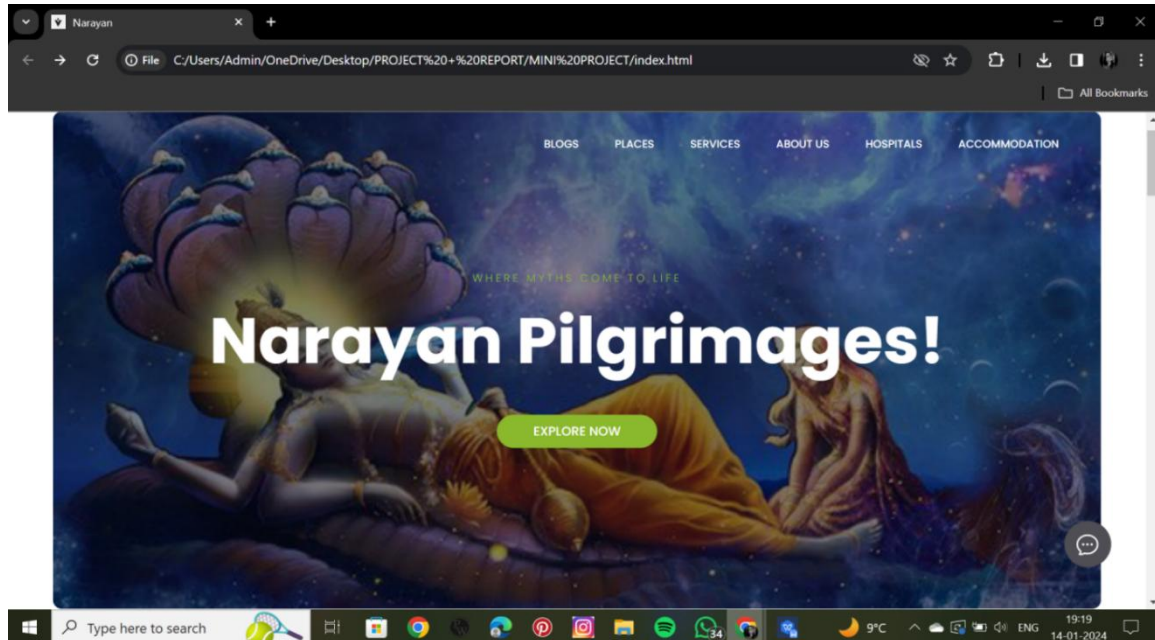 Narayan
File C:/Users/Admin/OneDrive/Desktop/PROJECT%20+%20REPORT/MINI%20PROJECT/index.html
All Bookmarks
BLOGS PLACES SERVICES ABOUT US HOSPITALS ACCOMMODATION
WHERE MYTHS COME TO LIFE
Narayan Pilgrimages!
EXPLORE NOW
Type here to search 34 9°C ENG 19:19
14-01-2024